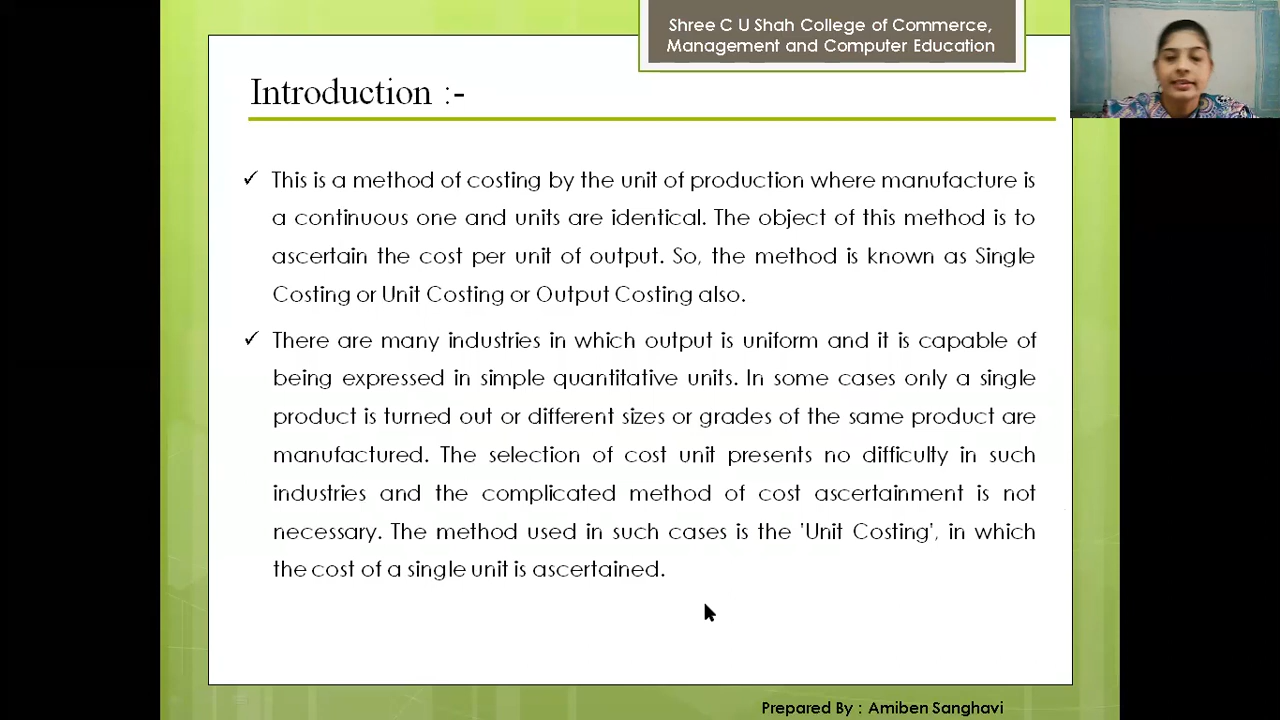 Shree C U Shah College of Commerce,
Management and Computer Education
Introduction :-
✓ This is a method of costing by the unit of production where manufacture is
a continuous one and units are identical. The object of this method is to
ascertain the cost per unit of output. So, the method is known as Single
Costing or Unit Costing or Output Costing also.
✓ There are many industries in which output is uniform and it is capable of
being expressed in simple quantitative units. In some cases only a single
product is turned out or different sizes or grades of the same product are
manufactured. The selection of cost unit presents no difficulty in such
industries and the complicated method of cost ascertainment is not
necessary. The method used in such cases is the 'Unit Costing', in which
the cost of a single unit is ascertained.
Prepared By : Amiben Sanghavi